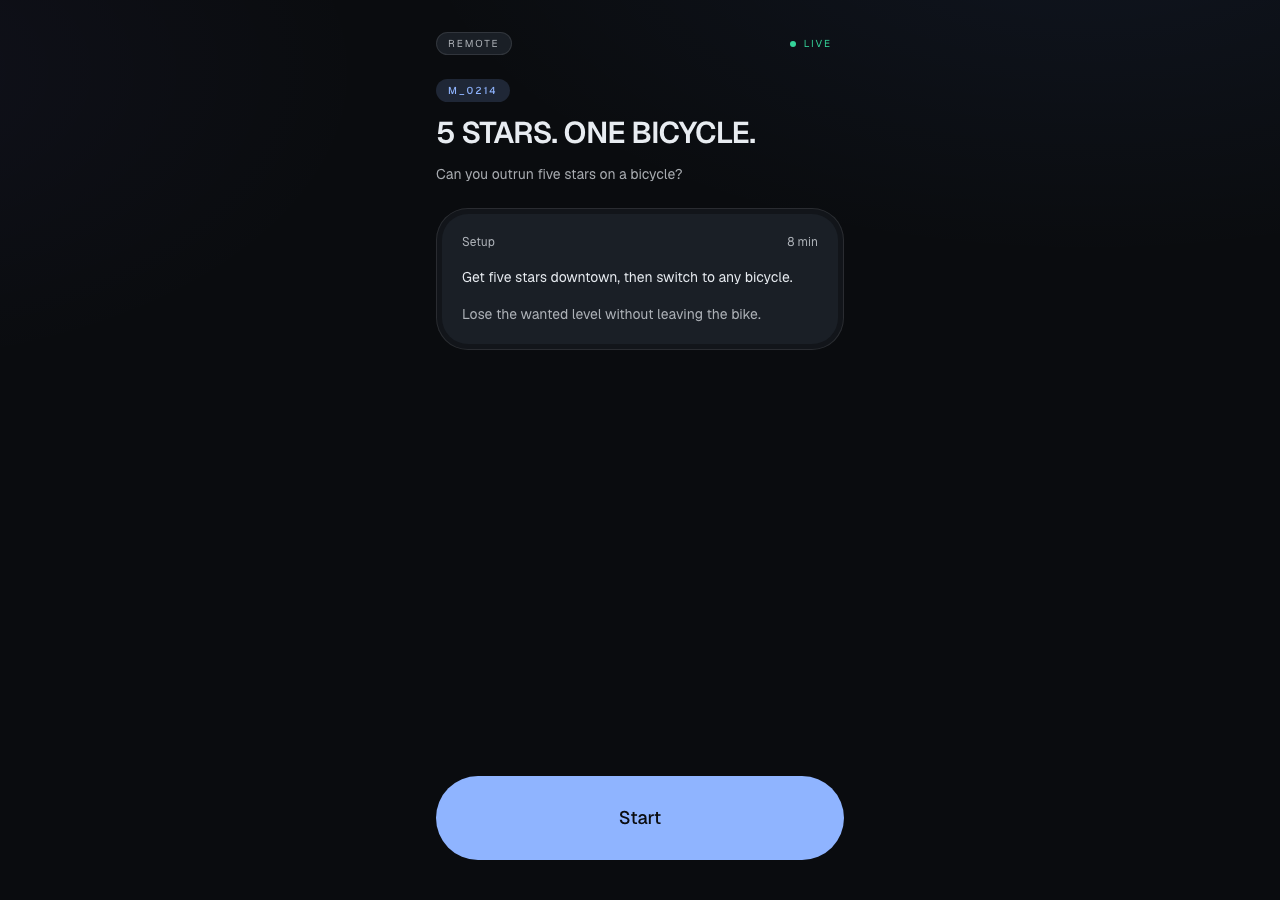 REMOTE
LIVE
M_0214
5 STARS. ONE BICYCLE.
Can you outrun five stars on a bicycle?
Setup
8 min
Get five stars downtown, then switch to any bicycle.
Lose the wanted level without leaving the bike.
Start